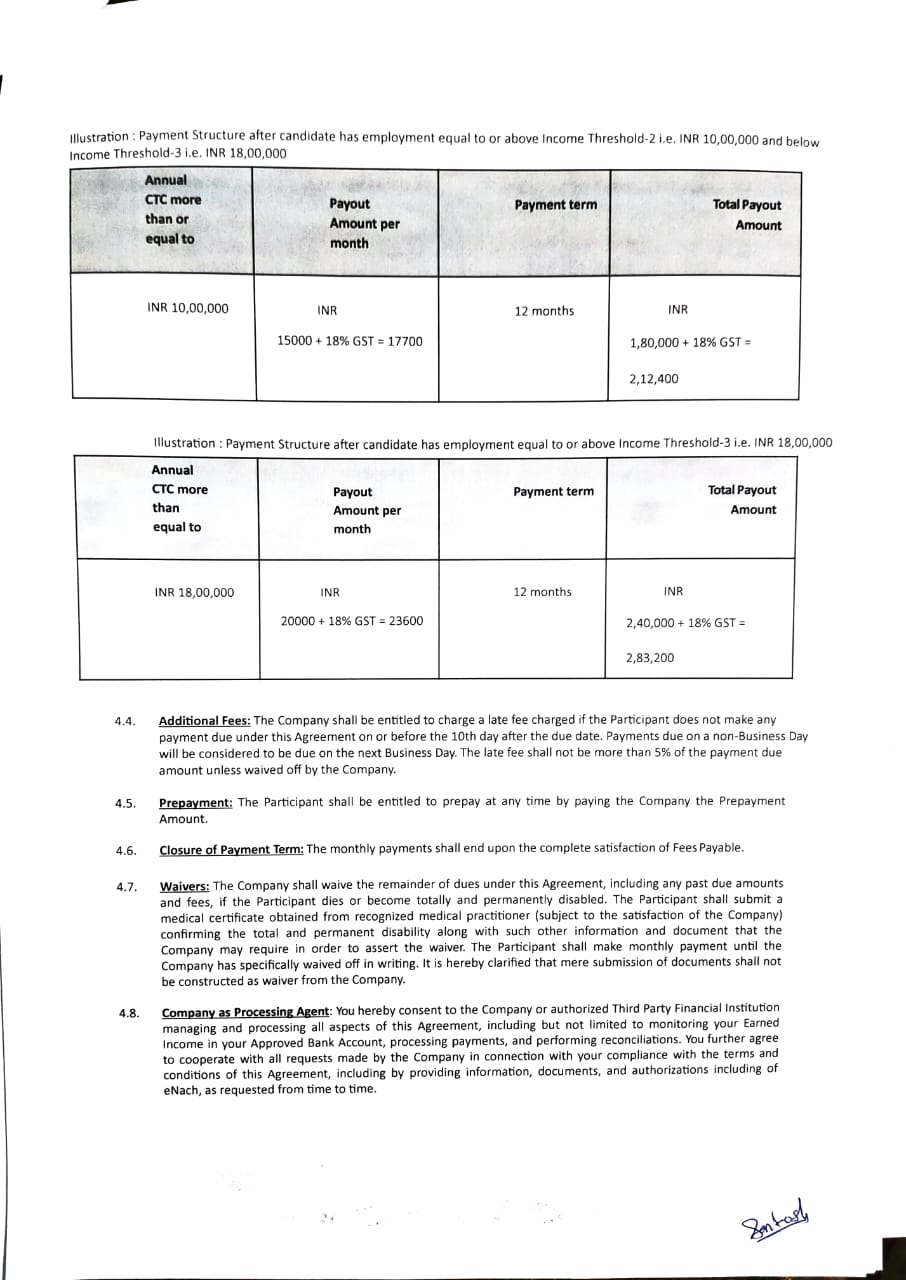 Illustration : Payment Structure after candidate has employment equal to or above Income Threshold-2 i.e. INR 10,00,000 and below
Income Threshold-3 i.e. INR 18,00,000
Annual
CTC more
than or
equal to
Payout
Amount per
month
Payment term
Total Payout
Amount
INR 10,00,000
INR
15000 + 18% GST = 17700
12 months
INR
1,80,000 + 18% GST =
2,12,400
Illustration : Payment Structure after candidate has employment equal to or above Income Threshold-3 i.e. INR 18,00,000
Annual
CTC more
than
equal to
Payout
Amount per
month
Payment term
Total Payout
Amount
INR 18,00,000
INR
20000 + 18% GST = 23600
12 months
INR
2,40,000 + 18% GST =
2,83,200
4.4. Additional Fees: The Company shall be entitled to charge a late fee charged if the Participant does not make any
payment due under this Agreement on or before the 10th day after the due date. Payments due on a non-Business Day
will be considered to be due on the next Business Day. The late fee shall not be more than 5% of the payment due
amount unless waived off by the Company.
4.5. Prepayment: The Participant shall be entitled to prepay at any time by paying the Company the Prepayment
Amount.
4.6. Closure of Payment Term: The monthly payments shall end upon the complete satisfaction of Fees Payable.
4.7. Waivers: The Company shall waive the remainder of dues under this Agreement, including any past due amounts
and fees, if the Participant dies or become totally and permanently disabled. The Participant shall submit a
medical certificate obtained from recognized medical practitioner (subject to the satisfaction of the Company)
confirming the total and permanent disability along with such other information and document that the
Company may require in order to assert the waiver. The Participant shall make monthly payment until the
Company has specifically waived off in writing. It is hereby clarified that mere submission of documents shall not
be constructed as waiver from the Company.
4.8. Company as Processing Agent: You hereby consent to the Company or authorized Third Party Financial Institution
managing and processing all aspects of this Agreement, including but not limited to monitoring your Earned
Income in your Approved Bank Account, processing payments, and performing reconciliations. You further agree
to cooperate with all requests made by the Company in connection with your compliance with the terms and
conditions of this Agreement, including by providing information, documents, and authorizations including of
eNach, as requested from time to time.
Santosh